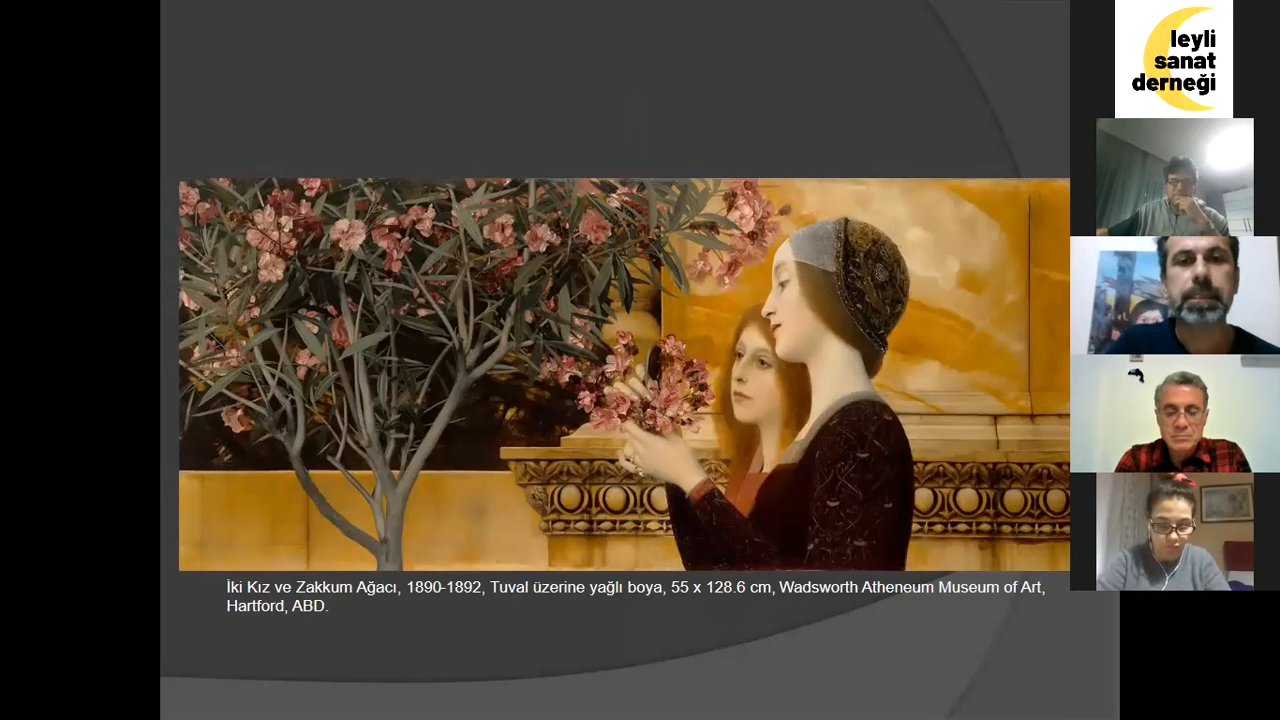 leyli
sanat
derneği
İki Kız ve Zakkum Ağacı, 1890-1892, Tuval üzerine yağlı boya, 55 x 128.6 cm, Wadsworth Atheneum Museum of Art,
Hartford, ABD.